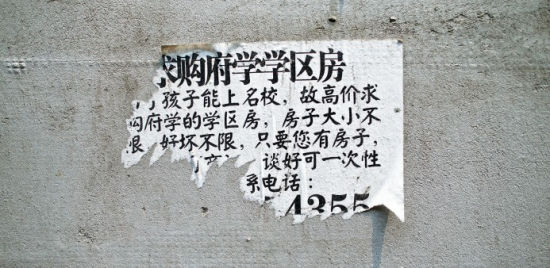 求购府学学区房
孩子能上名校，故高价求
购府学的学区房，房子大小不
限 好坏不限，只要您有房子，
谈好可一次性
系电话：
4355